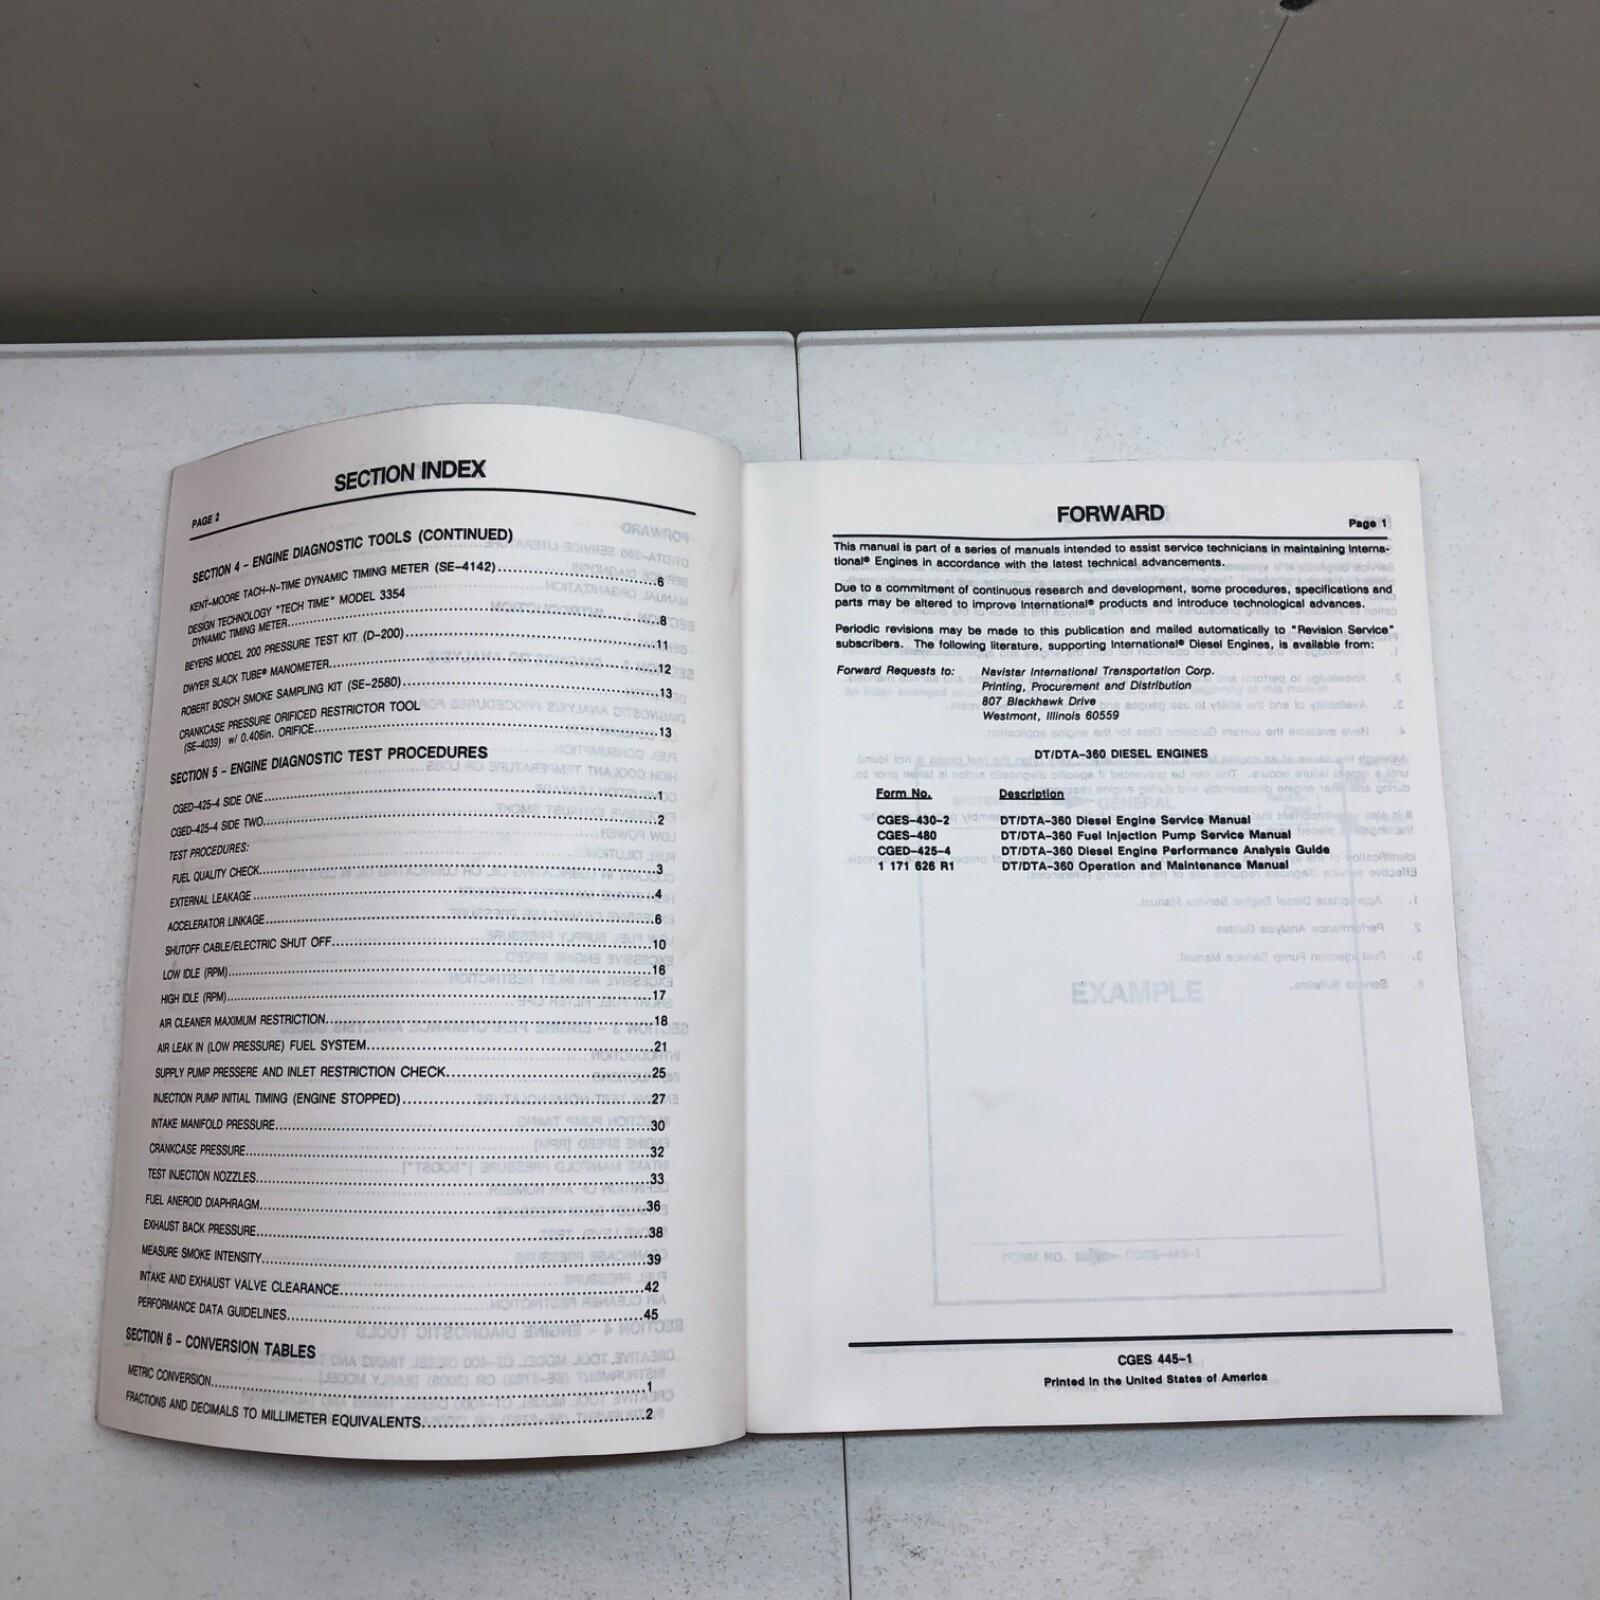 SECTION INDEX
PAGE 2
SECTION 4 - ENGINE DIAGNOSTIC TOOLS (CONTINUED)
KENT-MOORE TACH-N-TIME DYNAMIC TIMING METER (SE-4142)..........6
DESIGN TECHNOLOGY "TECH TIME" MODEL 3354
DYNAMIC TIMING METER..........8
BEYERS MODEL 200 PRESSURE TEST KIT (D-200)..........11
DWYER SLACK TUBE® MANOMETER..........12
ROBERT BOSCH SMOKE SAMPLING KIT (SE-2580)..........13
CRANKCASE PRESSURE ORIFICED RESTRICTOR TOOL
(SE-4039) w/ 0.406in. ORIFICE..........13
SECTION 5 - ENGINE DIAGNOSTIC TEST PROCEDURES
CGED-425-4 SIDE ONE..........1
CGED-425-4 SIDE TWO..........2
TEST PROCEDURES:
FUEL QUALITY CHECK..........3
EXTERNAL LEAKAGE..........4
ACCELERATOR LINKAGE..........6
SHUTOFF CABLE/ELECTRIC SHUT OFF..........10
LOW IDLE (RPM)..........16
HIGH IDLE (RPM)..........17
AIR CLEANER MAXIMUM RESTRICTION..........18
AIR LEAK IN (LOW PRESSURE) FUEL SYSTEM..........21
SUPPLY PUMP PRESSERE AND INLET RESTRICTION CHECK..........25
INJECTION PUMP INITIAL TIMING (ENGINE STOPPED)..........27
INTAKE MANIFOLD PRESSURE..........30
CRANKCASE PRESSURE..........32
TEST INJECTION NOZZLES..........33
FUEL ANEROID DIAPHRAGM..........36
EXHAUST BACK PRESSURE..........38
MEASURE SMOKE INTENSITY..........39
INTAKE AND EXHAUST VALVE CLEARANCE..........42
PERFORMANCE DATA GUIDELINES..........45
SECTION 6 - CONVERSION TABLES
METRIC CONVERSION..........1
FRACTIONS AND DECIMALS TO MILLIMETER EQUIVALENTS..........2
FORWARD
Page 1
This manual is part of a series of manuals intended to assist service technicians in maintaining Interna-
tional® Engines in accordance with the latest technical advancements.
Due to a commitment of continuous research and development, some procedures, specifications and
parts may be altered to improve International® products and introduce technological advances.
Periodic revisions may be made to this publication and mailed automatically to "Revision Service"
subscribers. The following literature, supporting International® Diesel Engines, is available from:
Forward Requests to: Navistar International Transportation Corp.
Printing, Procurement and Distribution
807 Blackhawk Drive
Westmont, Illinois 60559
DT/DTA-360 DIESEL ENGINES
Form No. Description
CGES-430-2 DT/DTA-360 Diesel Engine Service Manual
CGES-480 DT/DTA-360 Fuel Injection Pump Service Manual
CGED-425-4 DT/DTA-360 Diesel Engine Performance Analysis Guide
1 171 626 R1 DT/DTA-360 Operation and Maintenance Manual
EXAMPLE
FORM NO. CGES-445-1
CGES 445-1
Printed in the United States of America